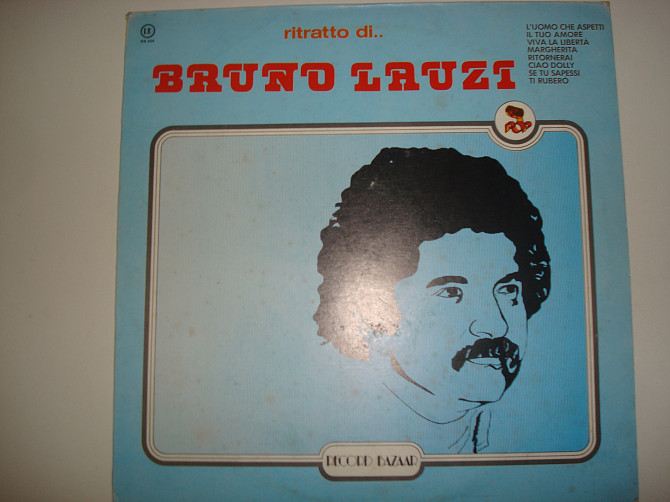 ritratto di..
BRUNO LAUZI
L'UOMO CHE ASPETTI
IL TUO AMORE
VIVA LA LIBERTA
MARGHERITA
RITORNERAI
CIAO DOLLY
SE TU SAPESSI
TI RUBERO
POP
RECORD BAZAAR